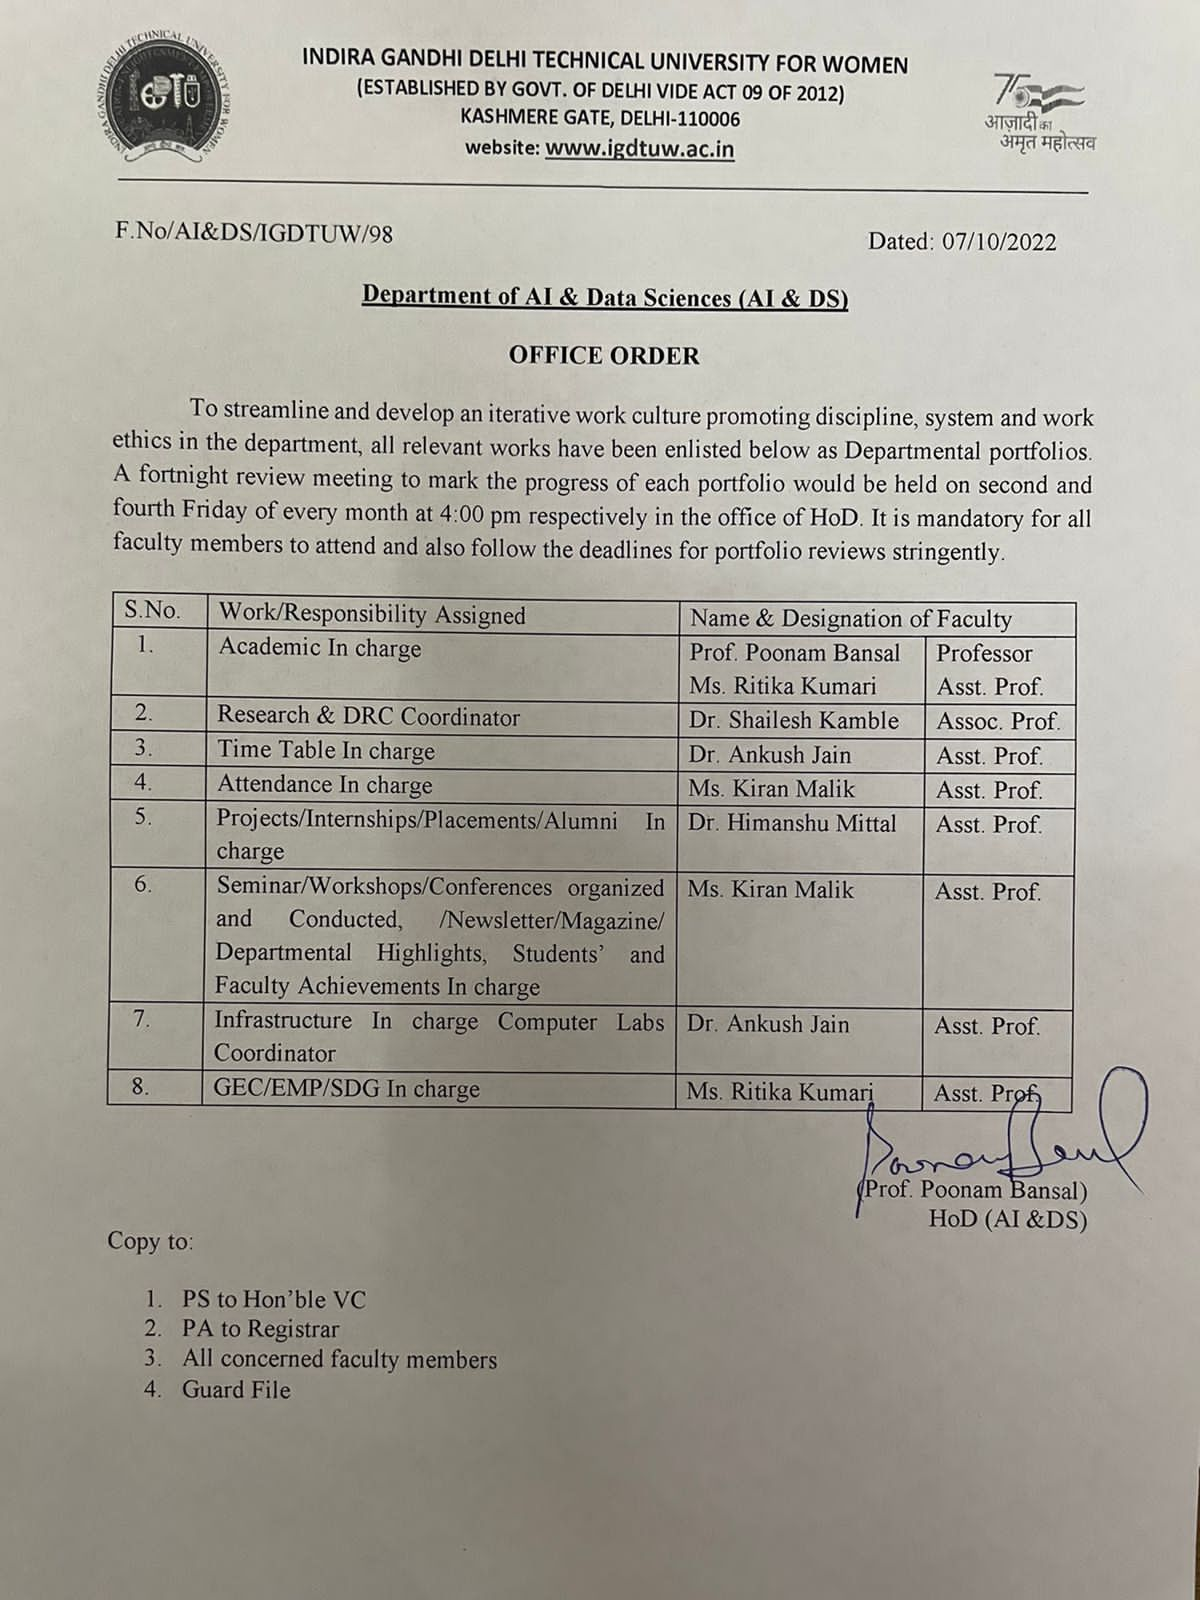 INDIRA GANDHI DELHI TECHNICAL UNIVERSITY FOR WOMEN
(ESTABLISHED BY GOVT. OF DELHI VIDE ACT 09 OF 2012)
KASHMERE GATE, DELHI-110006
website: www.igdtuw.ac.in
INDIRA GANDHI DELHI TECHNICAL UNIVERSITY FOR WOMEN
75
आज़ादी का
अमृत महोत्सव
F.No/AI&DS/IGDTUW/98
Dated: 07/10/2022
Department of AI & Data Sciences (AI & DS)
OFFICE ORDER
To streamline and develop an iterative work culture promoting discipline, system and work
ethics in the department, all relevant works have been enlisted below as Departmental portfolios.
A fortnight review meeting to mark the progress of each portfolio would be held on second and
fourth Friday of every month at 4:00 pm respectively in the office of HoD. It is mandatory for all
faculty members to attend and also follow the deadlines for portfolio reviews stringently.
S.No. Work/Responsibility Assigned Name & Designation of Faculty
1. Academic In charge Prof. Poonam Bansal Professor
Ms. Ritika Kumari Asst. Prof.
2. Research & DRC Coordinator Dr. Shailesh Kamble Assoc. Prof.
3. Time Table In charge Dr. Ankush Jain Asst. Prof.
4. Attendance In charge Ms. Kiran Malik Asst. Prof.
5. Projects/Internships/Placements/Alumni In Dr. Himanshu Mittal Asst. Prof.
charge
6. Seminar/Workshops/Conferences organized Ms. Kiran Malik Asst. Prof.
and Conducted, /Newsletter/Magazine/
Departmental Highlights, Students' and
Faculty Achievements In charge
7. Infrastructure In charge Computer Labs Dr. Ankush Jain Asst. Prof.
Coordinator
8. GEC/EMP/SDG In charge Ms. Ritika Kumari Asst. Prof.
(Prof. Poonam Bansal)
HoD (AI &DS)
Copy to:
1. PS to Hon'ble VC
2. PA to Registrar
3. All concerned faculty members
4. Guard File